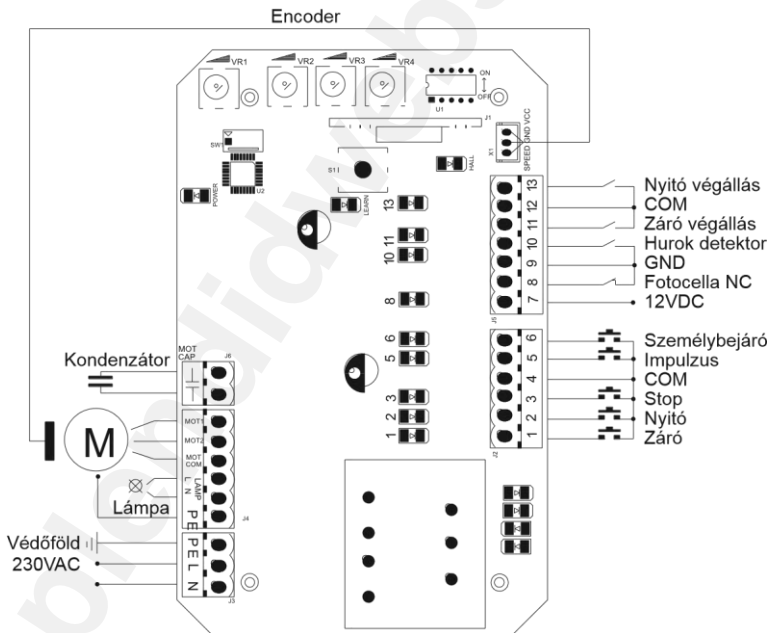 Encoder
VR1
VR2
VR3
VR4
ON
OFF
U1
J1
SW1
U2
S1
POWER
LEARN
HALL
X1
SPEED GND VCC
13
11
10
8
6
5
3
2
1
13 Nyitó végállás
12 COM
11 Záró végállás
10 Hurok detektor
9 GND
8 Fotocella NC
7 12VDC
J5
6 Személybejáró
5 Impulzus
4 COM
3 Stop
2 Nyitó
1 Záró
J2
MOT CAP
J6
Kondenzátor
M
MOT1
MOT2
MOT COM
L
N
LAMP
Lámpa
PE
J4
Védőföld
230VAC
PE L N
J3
splendidwebs